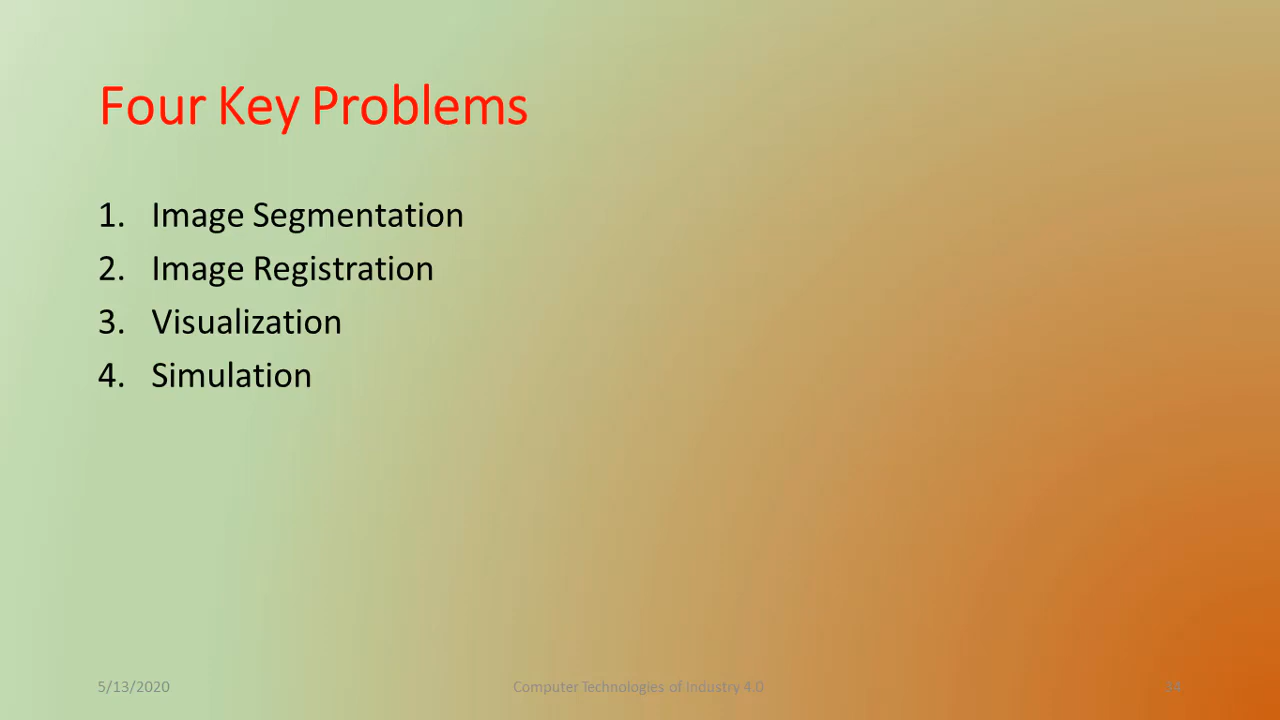 Four Key Problems
1. Image Segmentation
2. Image Registration
3. Visualization
4. Simulation
5/13/2020
Computer Technologies of Industry 4.0
14